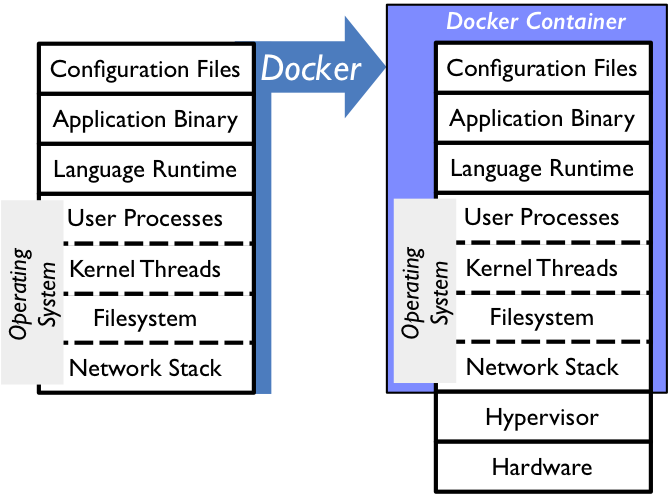 Configuration Files
Application Binary
Language Runtime
User Processes
Kernel Threads
Filesystem
Network Stack
Operating
System
Docker
Docker Container
Configuration Files
Application Binary
Language Runtime
User Processes
Kernel Threads
Filesystem
Network Stack
Operating
System
Hypervisor
Hardware